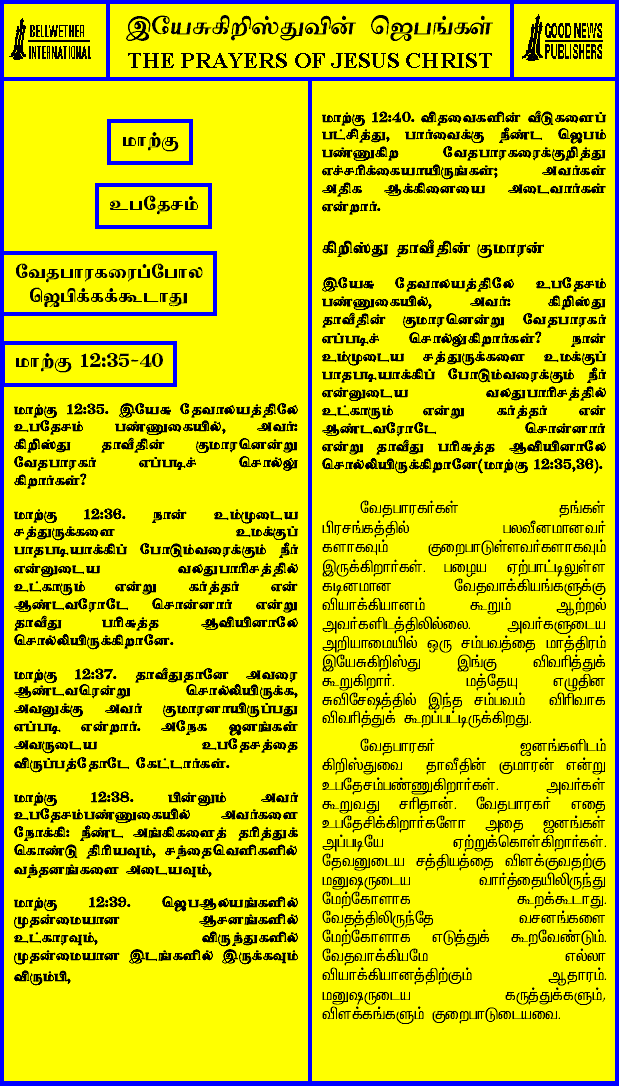 BELLWETHER
INTERNATIONAL
இயேசுகிறிஸ்துவின் ஜெபங்கள்
THE PRAYERS OF JESUS CHRIST
GOOD NEWS
PUBLISHERS
மாற்கு
உபதேசம்
வேதபாரகரைப்போல
ஜெபிக்கக்கூடாது
மாற்கு 12:35-40
மாற்கு 12:35. இயேசு தேவாலயத்திலே
உபதேசம் பண்ணுகையில், அவர்:
கிறிஸ்து தாவீதின் குமாரனென்று
வேதபாரகர் எப்படிச் சொல்லு
கிறார்கள்?
மாற்கு 12:36. நான் உம்முடைய
சத்துருக்களை உமக்குப்
பாதபடியாக்கிப் போடும்வரைக்கும் நீர்
என்னுடைய வலதுபாரிசத்தில்
உட்காரும் என்று கர்த்தர் என்
ஆண்டவரோடே சொன்னார் என்று
தாவீது பரிசுத்த ஆவியினாலே
சொல்லியிருக்கிறானே.
மாற்கு 12:37. தாவீதுதானே அவரை
ஆண்டவரென்று சொல்லியிருக்க,
அவனுக்கு அவர் குமாரனாயிருப்பது
எப்படி என்றார். அநேக ஜனங்கள்
அவருடைய உபதேசத்தை
விருப்பத்தோடே கேட்டார்கள்.
மாற்கு 12:38. பின்னும் அவர்
உபதேசம்பண்ணுகையில் அவர்களை
நோக்கி: நீண்ட அங்கிகளைத் தரித்துக்
கொண்டு திரியவும், சந்தைவெளிகளில்
வந்தனங்களை அடையவும்,
மாற்கு 12:39. ஜெபஆலயங்களில்
முதன்மையான ஆசனங்களில்
உட்காரவும், விருந்துகளில்
முதன்மையான இடங்களில் இருக்கவும்
விரும்பி,
மாற்கு 12:40. விதவைகளின் வீடுகளைப்
பட்சித்து, பார்வைக்கு நீண்ட ஜெபம்
பண்ணுகிற வேதபாரகரைக்குறித்து
எச்சரிக்கையாயிருங்கள்; அவர்கள்
அதிக ஆக்கினையை அடைவார்கள்
என்றார்.
கிறிஸ்து தாவீதின் குமாரன்
இயேசு தேவாலயத்திலே உபதேசம்
பண்ணுகையில், அவர்: கிறிஸ்து
தாவீதின் குமாரனென்று வேதபாரகர்
எப்படிச் சொல்லுகிறார்கள்? நான்
உம்முடைய சத்துருக்களை உமக்குப்
பாதபடியாக்கிப் போடும்வரைக்கும் நீர்
என்னுடைய வலதுபாரிசத்தில்
உட்காரும் என்று கர்த்தர் என்
ஆண்டவரோடே சொன்னார்
என்று தாவீது பரிசுத்த ஆவியினாலே
சொல்லியிருக்கிறானே(மாற்கு 12:35,36).
வேதபாரகர்கள் தங்கள்
பிரசங்கத்தில் பலவீனமானவர்
களாகவும் குறைபாடுள்ளவர்களாகவும்
இருக்கிறார்கள். பழைய ஏற்பாட்டிலுள்ள
கடினமான வேதவாக்கியங்களுக்கு
வியாக்கியானம் கூறும் ஆற்றல்
அவர்களிடத்திலில்லை. அவர்களுடைய
அறியாமையில் ஒரு சம்பவத்தை மாத்திரம்
இயேசுகிறிஸ்து இங்கு விவரித்துக்
கூறுகிறார். மத்தேயு எழுதின
சுவிசேஷத்தில் இந்த சம்பவம் விரிவாக
விவரித்துக் கூறப்பட்டிருக்கிறது.
வேதபாரகர் ஜனங்களிடம்
கிறிஸ்துவை தாவீதின் குமாரன் என்று
உபதேசம்பண்ணுகிறார்கள். அவர்கள்
கூறுவது சரிதான். வேதபாரகர் எதை
உபதேசிக்கிறார்களோ அதை ஜனங்கள்
அப்படியே ஏற்றுக்கொள்கிறார்கள்.
தேவனுடைய சத்தியத்தை விளக்குவதற்கு
மனுஷருடைய வார்த்தையிலிருந்து
மேற்கோளாக கூறக்கூடாது.
வேதத்திலிருந்தே வசனங்களை
மேற்கோளாக எடுத்துக் கூறவேண்டும்.
வேதவாக்கியமே எல்லா
வியாக்கியானத்திற்கும் ஆதாரம்.
மனுஷருடைய கருத்துக்களும்,
விளக்கங்களும் குறைபாடுடையவை.